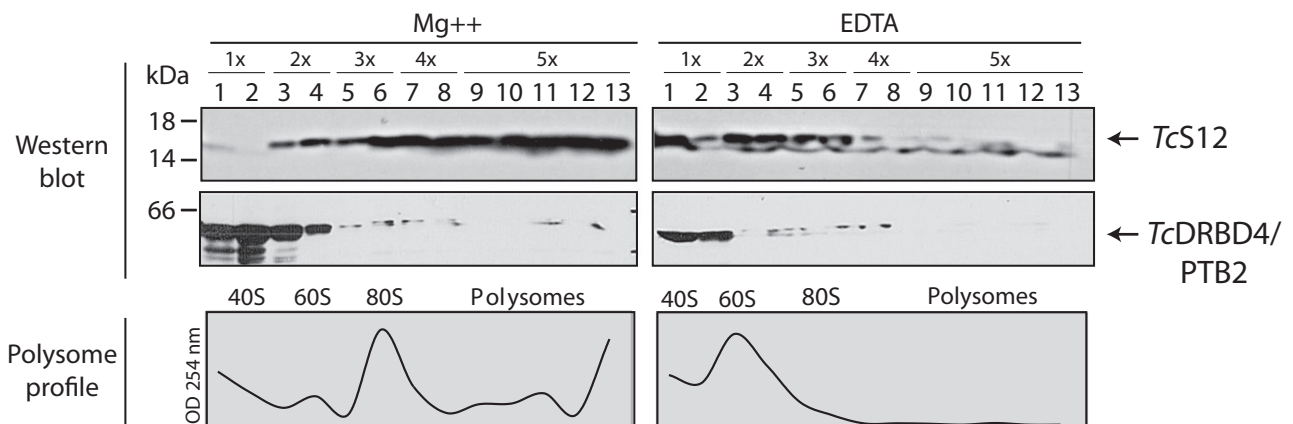 Mg++ EDTA
1x 2x 3x 4x 5x 1x 2x 3x 4x 5x
kDa 1 2 3 4 5 6 7 8 9 10 11 12 13 1 2 3 4 5 6 7 8 9 10 11 12 13
18
Western
blot
14
TcS12
66
TcDRBD4/
PTB2
40S 60S 80S Polysomes 40S 60S 80S Polysomes
Polysome
profile
OD 254 nm